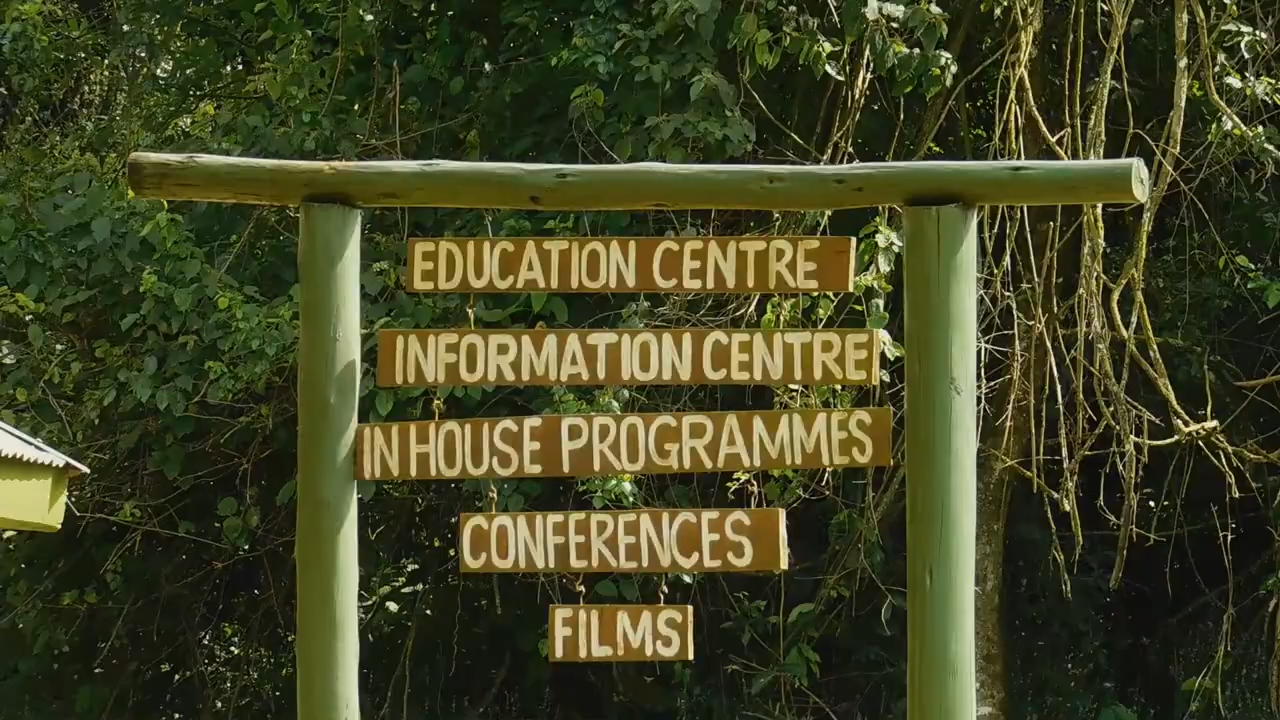 EDUCATION CENTRE
INFORMATION CENTRE
IN HOUSE PROGRAMMES
CONFERENCES
FILMS